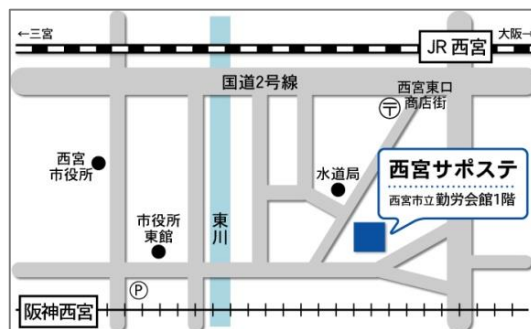 ←三宮
大阪→
JR 西宮
国道2号線
西宮東口
商店街
〒
西宮
市役所
水道局
西宮サポステ
西宮市立勤労会館1階
市役所
東館
東川
P
阪神西宮